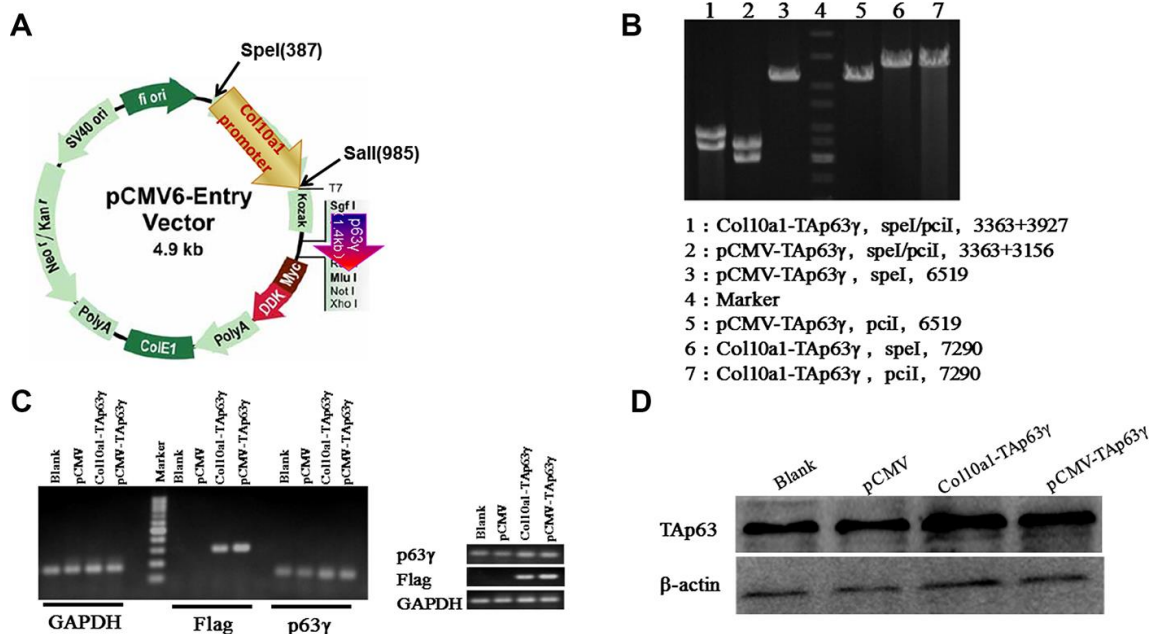 A
SpeI(387)
fi ori
SV40 ori
Col10a1
promoter
SalI(985)
pCMV6-Entry
Vector
4.9 kb
T7
Kozak
Sgf I
p63γ
(1.4kb)
Neo r / Kan r
Mlu I
Not I
Xho I
Myc
DDK
PolyA
ColE1
PolyA
B
1 2 3 4 5 6 7
1 : Col10a1-TAp63γ, speI/pciI, 3363+3927
2 : pCMV-TAp63γ, speI/pciI, 3363+3156
3 : pCMV-TAp63γ, speI, 6519
4 : Marker
5 : pCMV-TAp63γ, pciI, 6519
6 : Col10a1-TAp63γ, speI, 7290
7 : Col10a1-TAp63γ, pciI, 7290
C
Blank
pCMV
Col10a1-TAp63γ
pCMV-TAp63γ
Marker
Blank
pCMV
Col10a1-TAp63γ
pCMV-TAp63γ
Blank
pCMV
Col10a1-TAp63γ
pCMV-TAp63γ
GAPDH
Flag
p63γ
Blank
pCMV
Col10a1-TAp63γ
pCMV-TAp63γ
p63γ
Flag
GAPDH
D
Blank
pCMV
Col10a1-TAp63γ
pCMV-TAp63γ
TAp63
β-actin